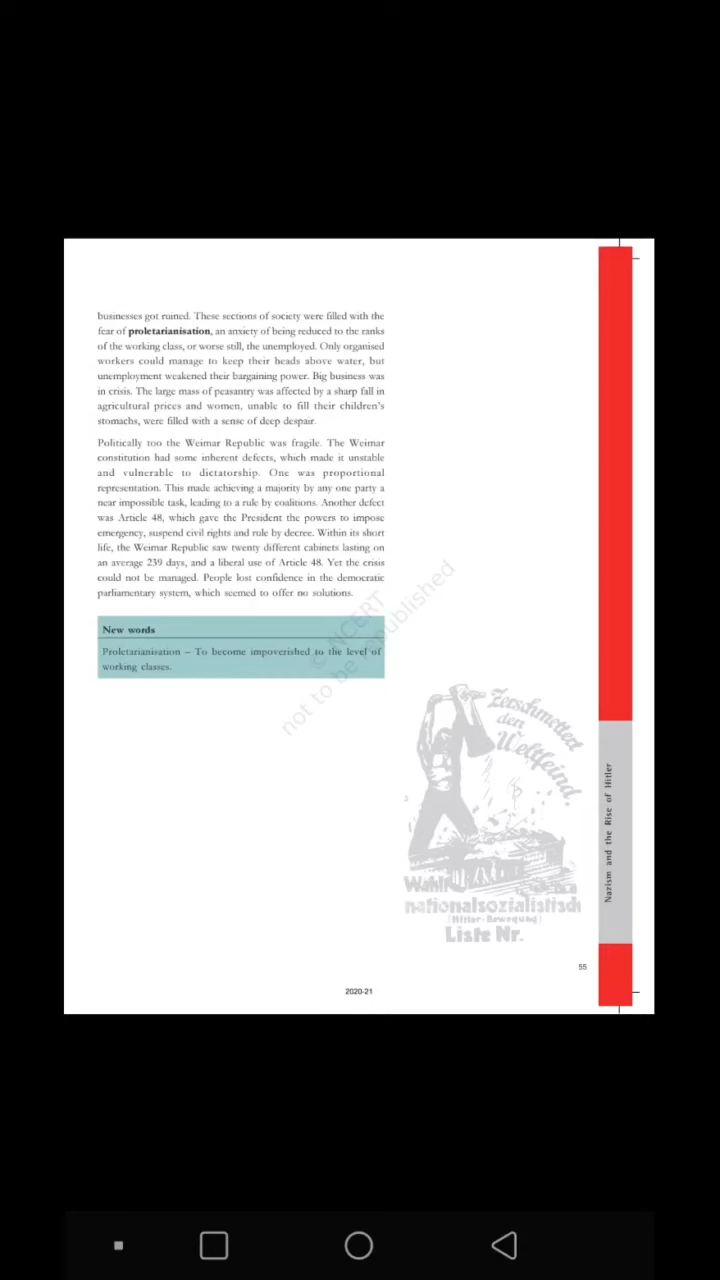 businesses got ruined. These sections of society were filled with the
fear of proletarianisation, an anxiety of being reduced to the ranks
of the working class, or worse still, the unemployed. Only organised
workers could manage to keep their heads above water, but
unemployment weakened their bargaining power. Big business was
in crisis. The large mass of peasantry was affected by a sharp fall in
agricultural prices and women, unable to fill their children's
stomachs, were filled with a sense of deep despair.
Politically too the Weimar Republic was fragile. The Weimar
constitution had some inherent defects, which made it unstable
and vulnerable to dictatorship. One was proportional
representation. This made achieving a majority by any one party a
near impossible task, leading to a rule by coalitions. Another defect
was Article 48, which gave the President the powers to impose
emergency, suspend civil rights and rule by decree. Within its short
life, the Weimar Republic saw twenty different cabinets lasting on
an average 239 days, and a liberal use of Article 48. Yet the crisis
could not be managed. People lost confidence in the democratic
parliamentary system, which seemed to offer no solutions.
New words
Proletarianisation – To become impoverished to the level of
working classes.
© NCERT
not to be republished
Zerschmettert
den
Weltfeind.
Wählt
nationalsozialistisch
(Hitler-Bewegung)
Liste Nr.
Nazism and the Rise of Hitler
55
2020-21